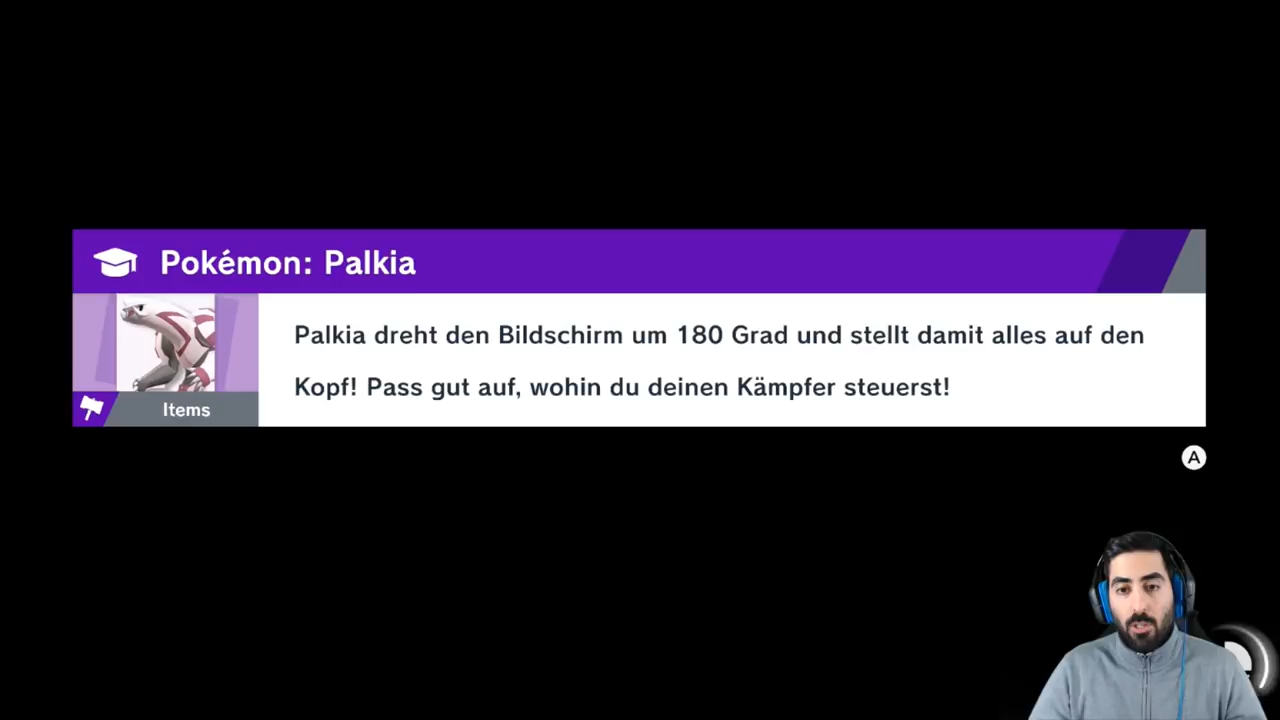 Pokémon: Palkia
Palkia dreht den Bildschirm um 180 Grad und stellt damit alles auf den
Kopf! Pass gut auf, wohin du deinen Kämpfer steuerst!
Items
A